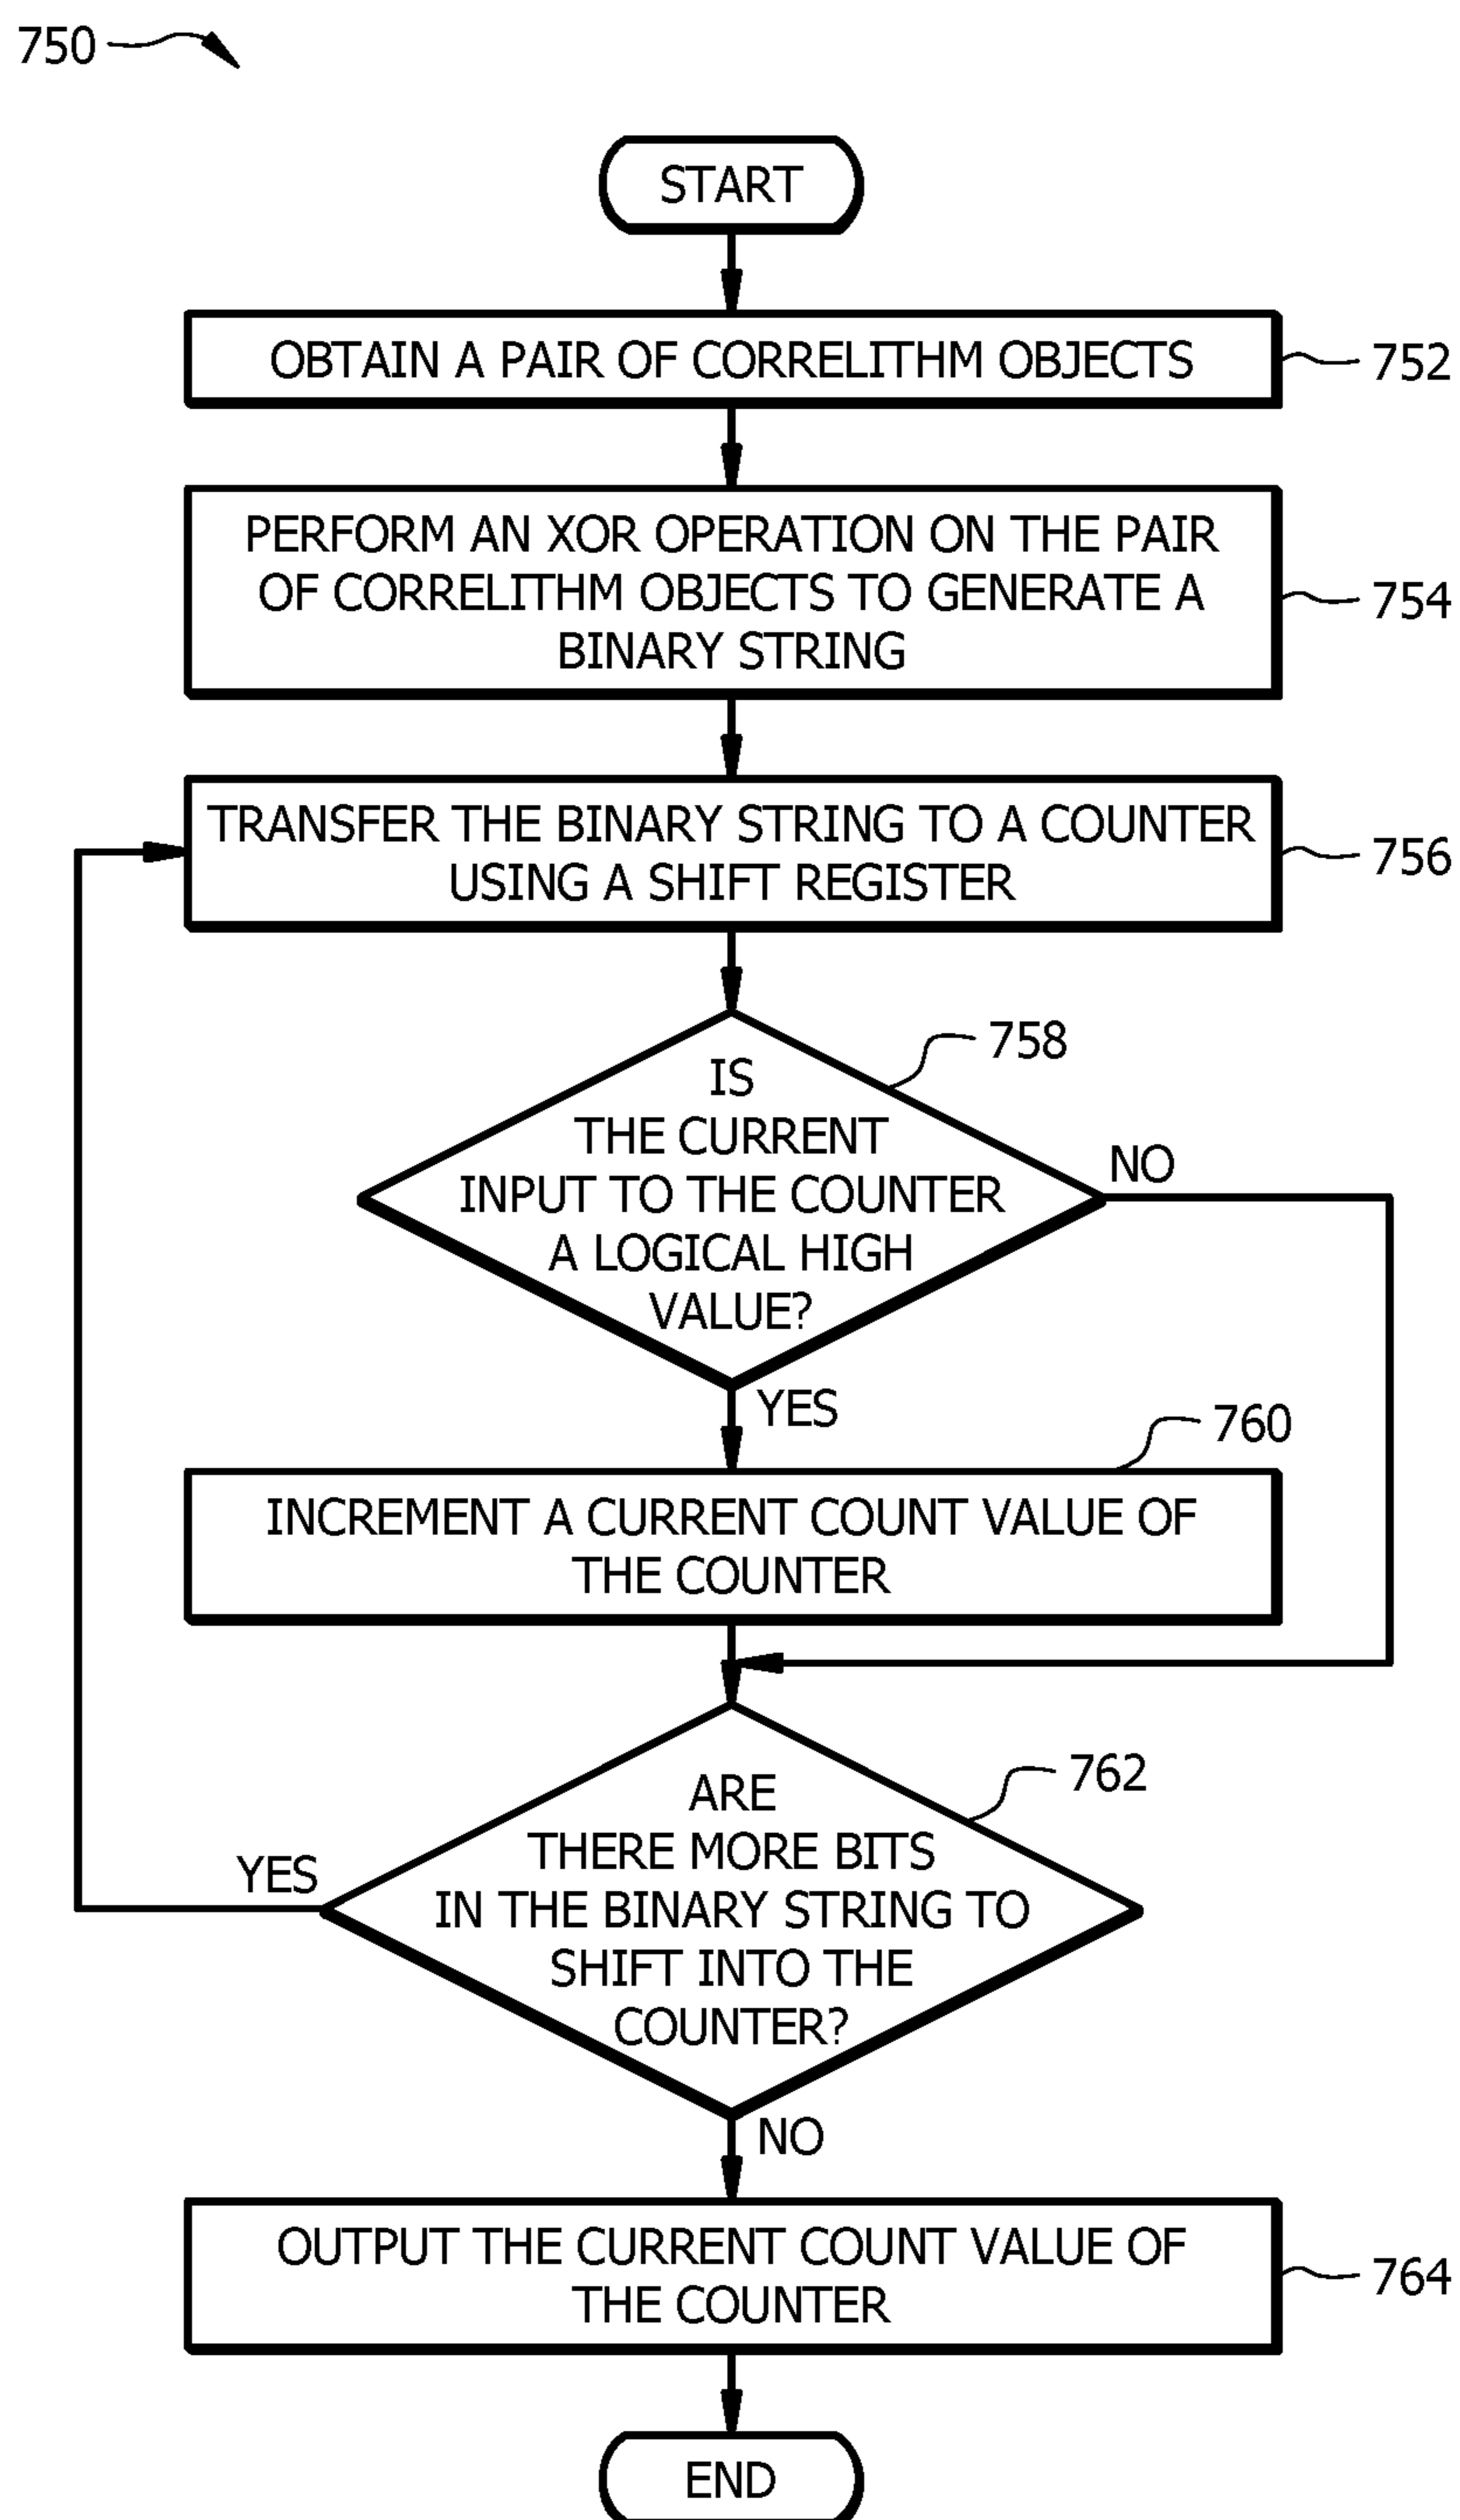 750
START
OBTAIN A PAIR OF CORRELITHM OBJECTS
752
PERFORM AN XOR OPERATION ON THE PAIR
OF CORRELITHM OBJECTS TO GENERATE A
BINARY STRING
754
TRANSFER THE BINARY STRING TO A COUNTER
USING A SHIFT REGISTER
756
758
IS
THE CURRENT
INPUT TO THE COUNTER
A LOGICAL HIGH
VALUE?
NO
YES
760
INCREMENT A CURRENT COUNT VALUE OF
THE COUNTER
762
ARE
THERE MORE BITS
IN THE BINARY STRING TO
SHIFT INTO THE
COUNTER?
YES
NO
OUTPUT THE CURRENT COUNT VALUE OF
THE COUNTER
764
END